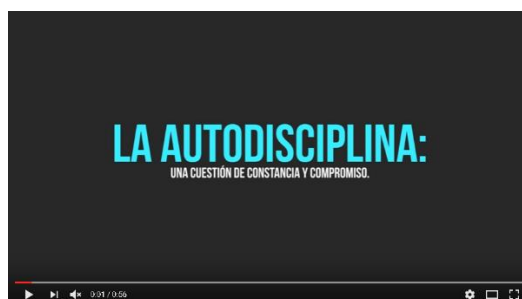 LA AUTODISCIPLINA:
UNA CUESTIÓN DE CONSTANCIA Y COMPROMISO.
0:01 / 0:56